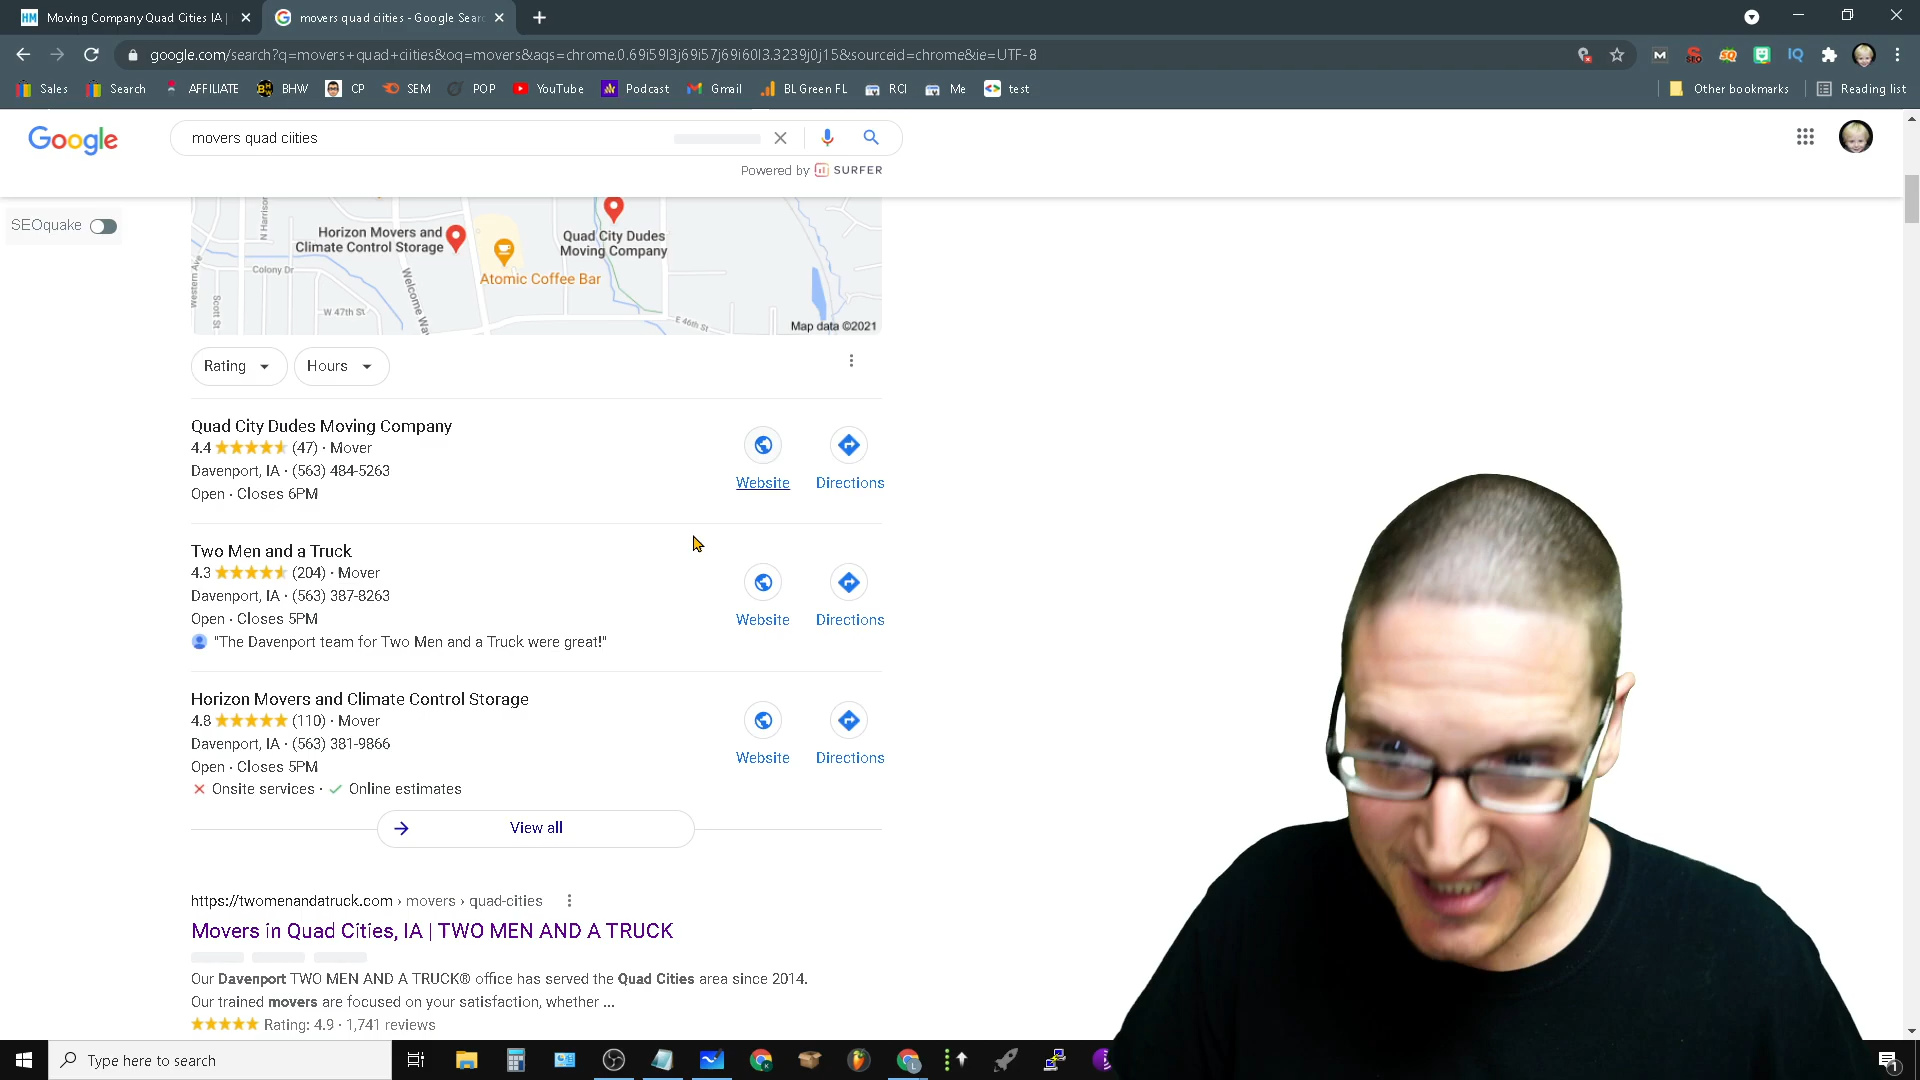 HM Moving Company Quad Cities IA |
movers quad ciities - Google Sear
google.com/search?q=movers+quad+ciities&oq=movers&aqs=chrome.0.69i59l3j69i57j69i60l3.3239j0j15&sourceid=chrome&ie=UTF-8
Sales Search AFFILIATE BHW CP SEM POP YouTube Podcast Gmail BL Green FL RCI Me test Other bookmarks Reading list
Google
movers quad ciities
Powered by SURFER
SEOquake
N Harriso
Western Ave
Scott St
Colony Dr
Welcome Way
W 47th St
E 46th St
Horizon Movers and
Climate Control Storage
Quad City Dudes
Moving Company
Atomic Coffee Bar
Map data ©2021
Rating
Hours
Quad City Dudes Moving Company
4.4 (47) · Mover
Davenport, IA · (563) 484-5263
Open · Closes 6PM
Website Directions
Two Men and a Truck
4.3 (204) · Mover
Davenport, IA · (563) 387-8263
Open · Closes 5PM
Website Directions
"The Davenport team for Two Men and a Truck were great!"
Horizon Movers and Climate Control Storage
4.8 (110) · Mover
Davenport, IA · (563) 381-9866
Open · Closes 5PM
Website Directions
Onsite services · Online estimates
View all
https://twomenandatruck.com › movers › quad-cities
Movers in Quad Cities, IA | TWO MEN AND A TRUCK
Our Davenport TWO MEN AND A TRUCK® office has served the Quad Cities area since 2014.
Our trained movers are focused on your satisfaction, whether ...
Rating: 4.9 · 1,741 reviews
Type here to search